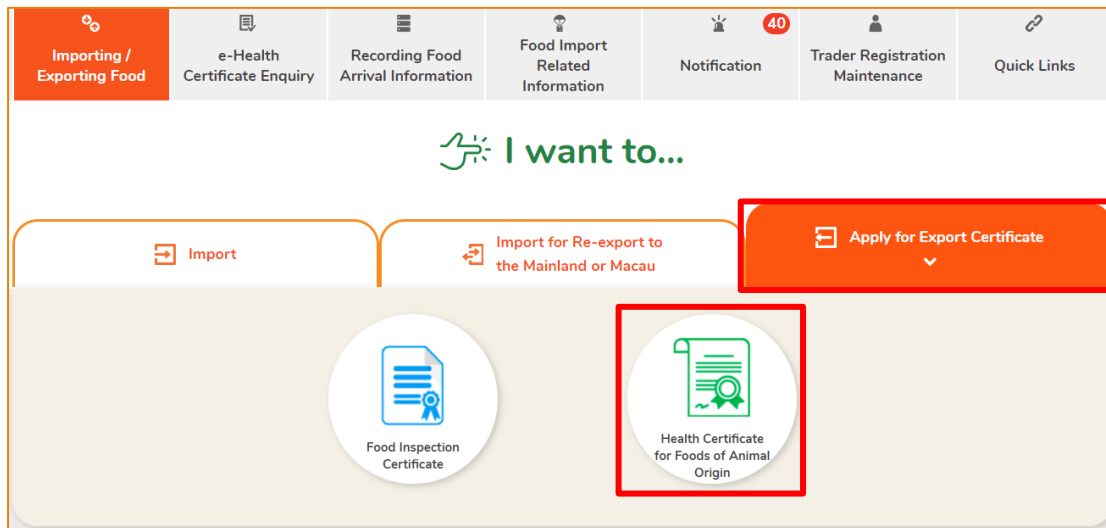 Importing /
Exporting Food
e-Health
Certificate Enquiry
Recording Food
Arrival Information
Food Import
Related
Information
Notification
40
Trader Registration
Maintenance
Quick Links
I want to...
Import
Import for Re-export to
the Mainland or Macau
Apply for Export Certificate
Food Inspection
Certificate
Health Certificate
for Foods of Animal
Origin